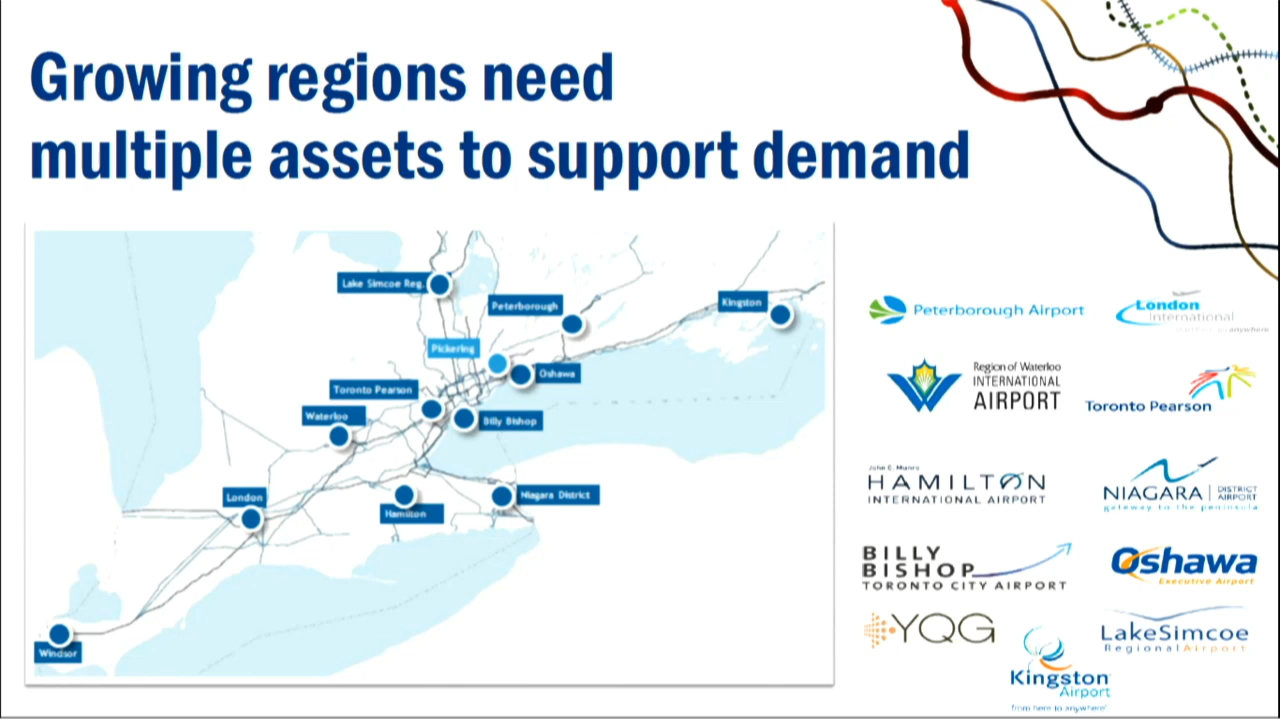 Growing regions need
multiple assets to support demand
Lake Simcoe Reg.
Peterborough
Kingston
Pickering
Oshawa
Toronto Pearson
Waterloo
Billy Bishop
London
Niagara District
Hamilton
Windsor
Peterborough Airport
London
International
Region of Waterloo
INTERNATIONAL
AIRPORT
Toronto Pearson
John C. Munro
HAMILTON
INTERNATIONAL AIRPORT
NIAGARA DISTRICT AIRPORT
gateway to the peninsula
BILLY
BISHOP
TORONTO CITY AIRPORT
Oshawa
Executive Airport
YQG
LakeSimcoe
Regional Airport
Kingston
Airport
from here to anywhere